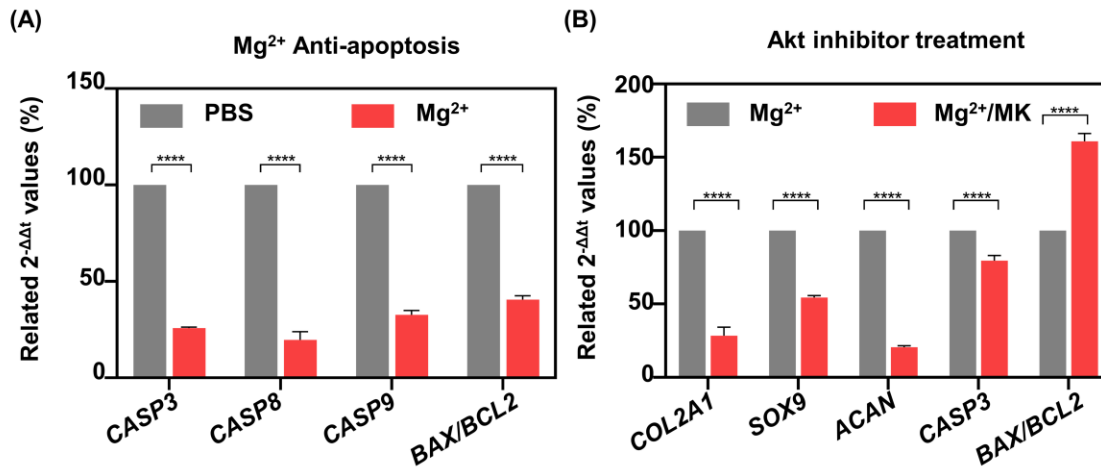 (A)
Mg²⁺ Anti-apoptosis
Related 2^-ΔΔt values (%)
150
100
50
0
PBS
Mg²⁺
****
****
****
****
CASP3
CASP8
CASP9
BAX/BCL2
(B)
Akt inhibitor treatment
Related 2^-ΔΔt values (%)
200
150
100
50
0
Mg²⁺
Mg²⁺/MK
****
****
****
****
****
COL2A1
SOX9
ACAN
CASP3
BAX/BCL2